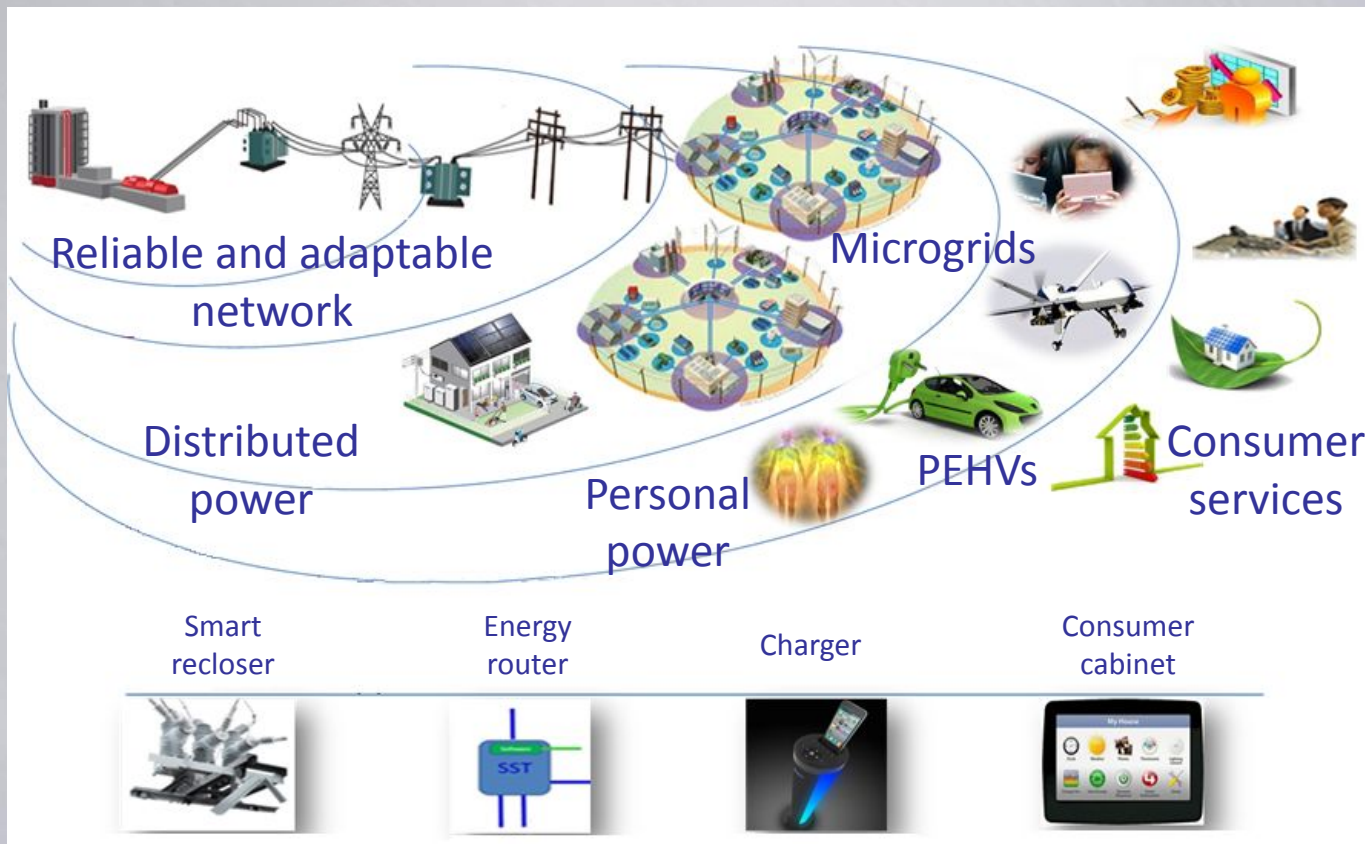 Reliable and adaptable
network
Microgrids
Distributed
power
Personal
power
PEHVs
Consumer
services
Smart
recloser
Energy
router
Charger
Consumer
cabinet
Software
SST
My House